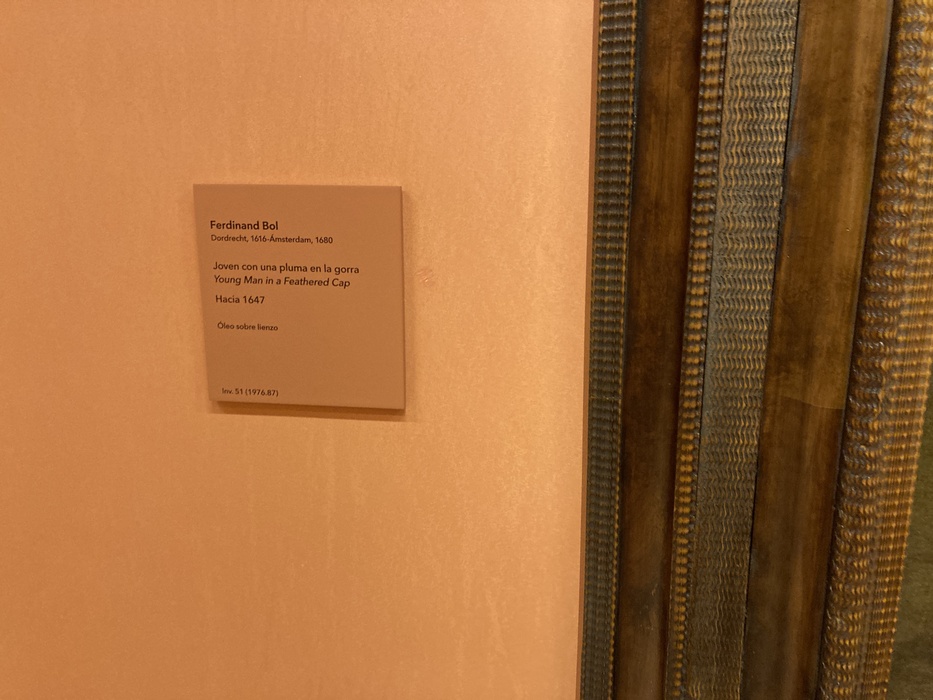 Ferdinand Bol
Dordrecht, 1616-Ámsterdam, 1680
Joven con una pluma en la gorra
Young Man in a Feathered Cap
Hacia 1647
Óleo sobre lienzo
Inv. 51 (1976.87)